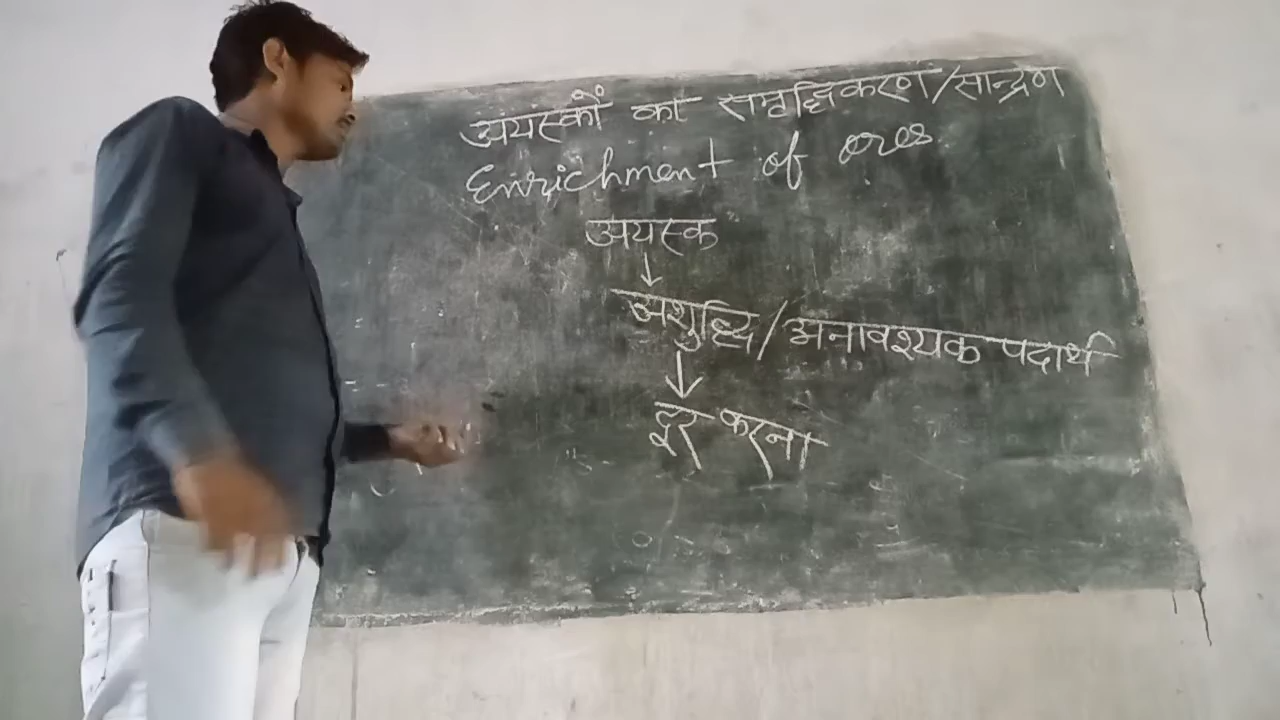 अयस्कों का समृद्धिकरण/सान्द्रण
Enrichment of ores.
अयस्क
↓
अशुद्धि/अनावश्यक पदार्थ
↓
दूर करना